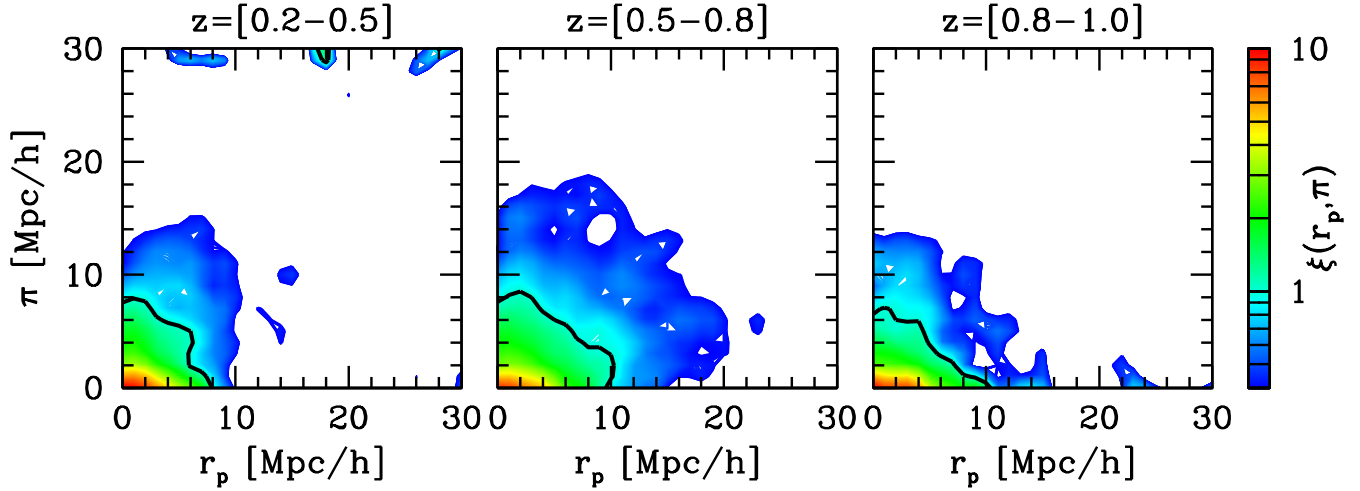 z=[0.2−0.5] z=[0.5−0.8] z=[0.8−1.0]
30 10
20
π [Mpc/h]
ξ(r_p,π)
10 1
0
0 10 20 30 0 10 20 30 0 10 20 30
r_p [Mpc/h] r_p [Mpc/h] r_p [Mpc/h]